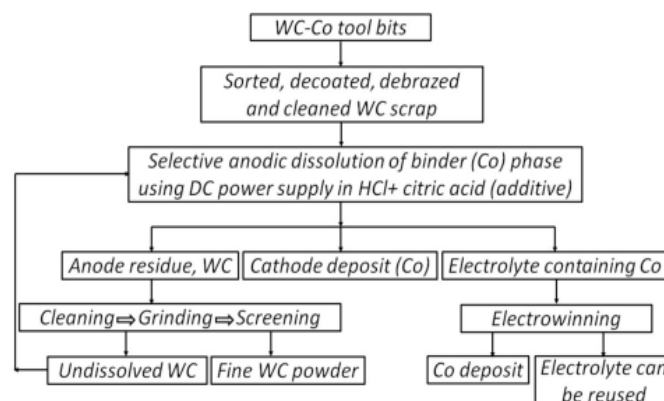 WC-Co tool bits
Sorted, decoated, debrazed
and cleaned WC scrap
Selective anodic dissolution of binder (Co) phase
using DC power supply in HCl+ citric acid (additive)
Anode residue, WC
Cathode deposit (Co)
Electrolyte containing Co
Cleaning⇨Grinding⇨Screening
Electrowinning
Undissolved WC
Fine WC powder
Co deposit
Electrolyte can
be reused